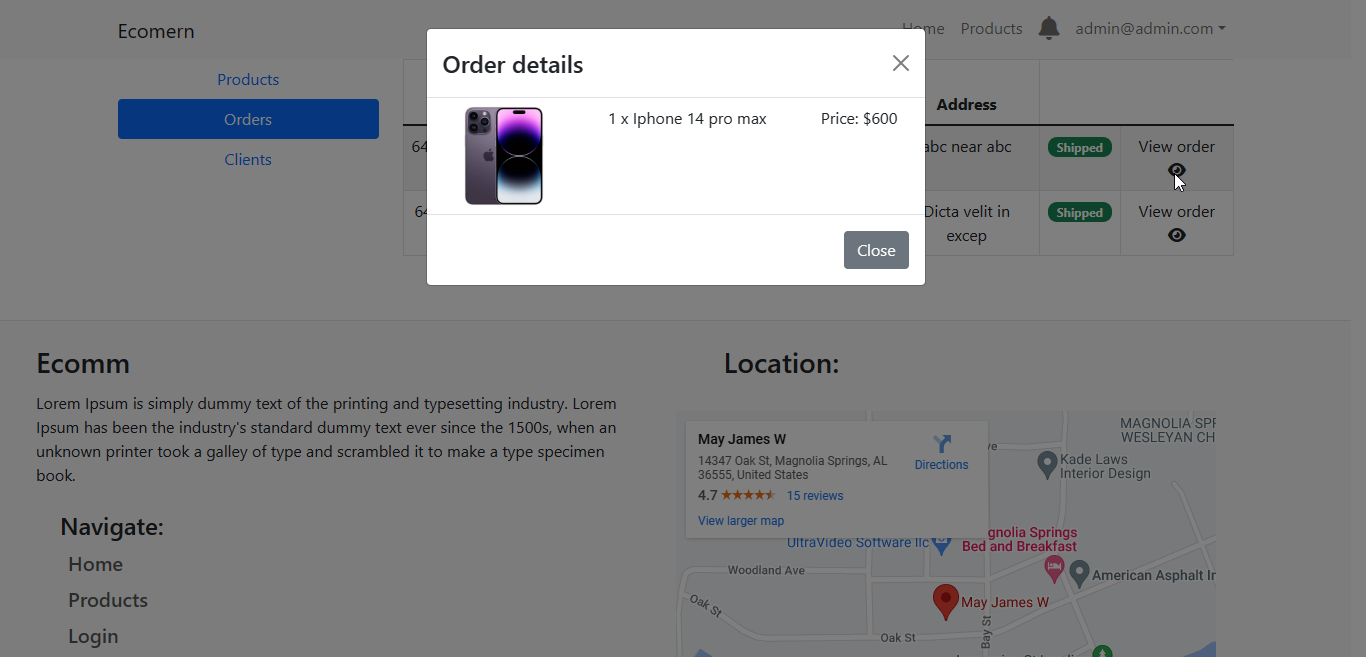 Ecomern
Home Products admin@admin.com
Products
Orders
Clients
Order details
1 x Iphone 14 pro max Price: $600
Close
Address
64 abc near abc Shipped View order
64 Dicta velit in Shipped View order
excep
Ecomm
Lorem Ipsum is simply dummy text of the printing and typesetting industry. Lorem
Ipsum has been the industry's standard dummy text ever since the 1500s, when an
unknown printer took a galley of type and scrambled it to make a type specimen
book.
Navigate:
Home
Products
Login
Location:
May James W
14347 Oak St, Magnolia Springs, AL
36555, United States
4.7 15 reviews
View larger map
Directions
MAGNOLIA SPR
WESLEYAN CH
Kade Laws
Interior Design
gnolia Springs
Bed and Breakfast
UltraVideo Software llc
American Asphalt In
Woodland Ave
May James W
Oak St
Oak St
Bay St